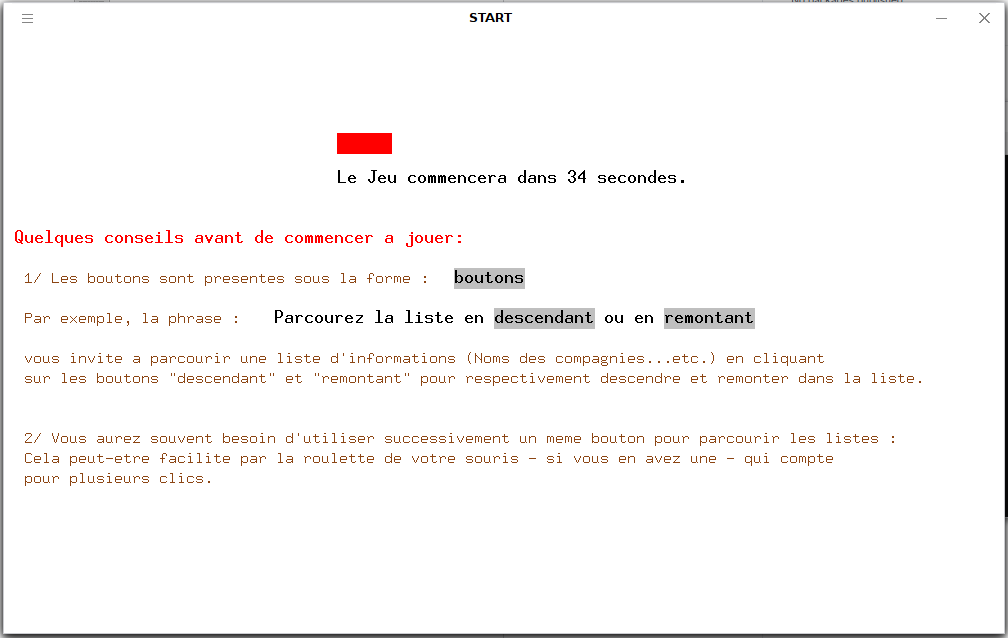 START
Le Jeu commencera dans 34 secondes.
Quelques conseils avant de commencer a jouer:
1/ Les boutons sont presentes sous la forme : boutons
Par exemple, la phrase : Parcourez la liste en descendant ou en remontant
vous invite a parcourir une liste d'informations (Noms des compagnies...etc.) en cliquant
sur les boutons "descendant" et "remontant" pour respectivement descendre et remonter dans la liste.
2/ Vous aurez souvent besoin d'utiliser successivement un meme bouton pour parcourir les listes :
Cela peut-etre facilite par la roulette de votre souris - si vous en avez une - qui compte
pour plusieurs clics.